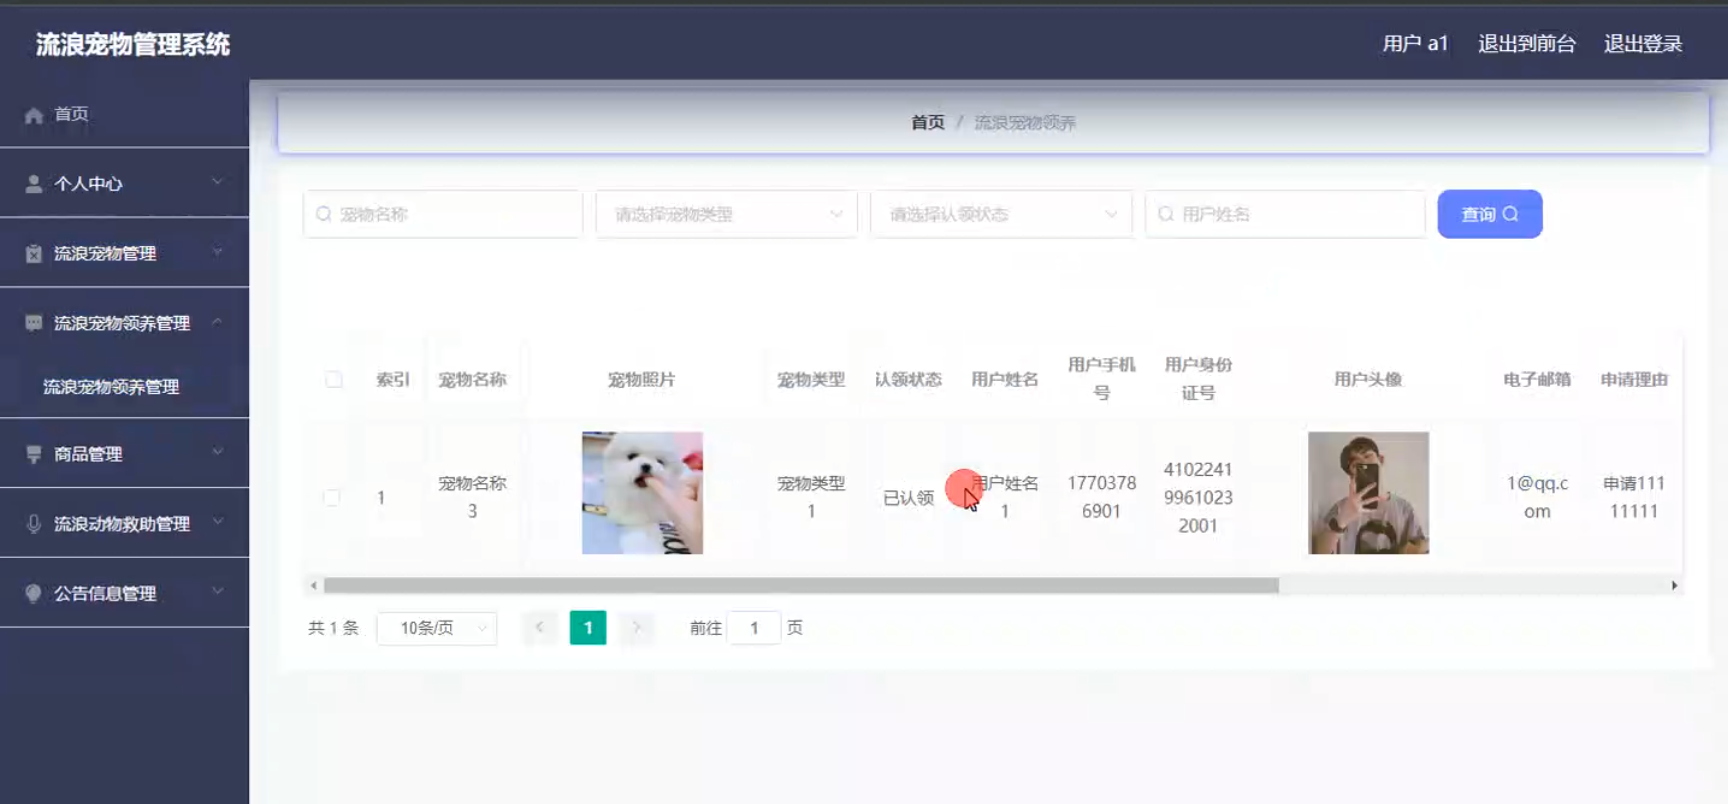 流浪宠物管理系统
用户 a1 退出到前台 退出登录
首页
个人中心
流浪宠物管理
流浪宠物领养管理
流浪宠物领养管理
商品管理
流浪动物救助管理
公告信息管理
首页 / 流浪宠物领养
宠物名称 请选择宠物类型 请选择认领状态 用户姓名 查询
索引 宠物名称 宠物照片 宠物类型 认领状态 用户姓名 用户手机号 用户身份证号 用户头像 电子邮箱 申请理由
1 宠物名称3 宠物类型1 已认领 用户姓名1 17703786901 410224199610232001 1@qq.com 申请11111111
共 1 条 10条/页 1 前往 1 页